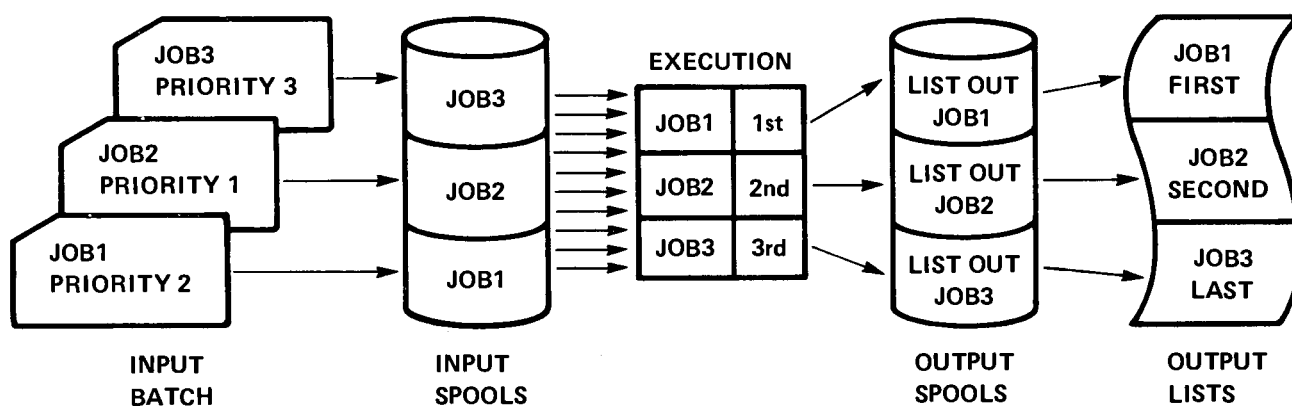 JOB3
PRIORITY 3
JOB2
PRIORITY 1
JOB1
PRIORITY 2
INPUT
BATCH
JOB3
JOB2
JOB1
INPUT
SPOOLS
EXECUTION
JOB1 1st
JOB2 2nd
JOB3 3rd
LIST OUT
JOB1
LIST OUT
JOB2
LIST OUT
JOB3
OUTPUT
SPOOLS
JOB1
FIRST
JOB2
SECOND
JOB3
LAST
OUTPUT
LISTS